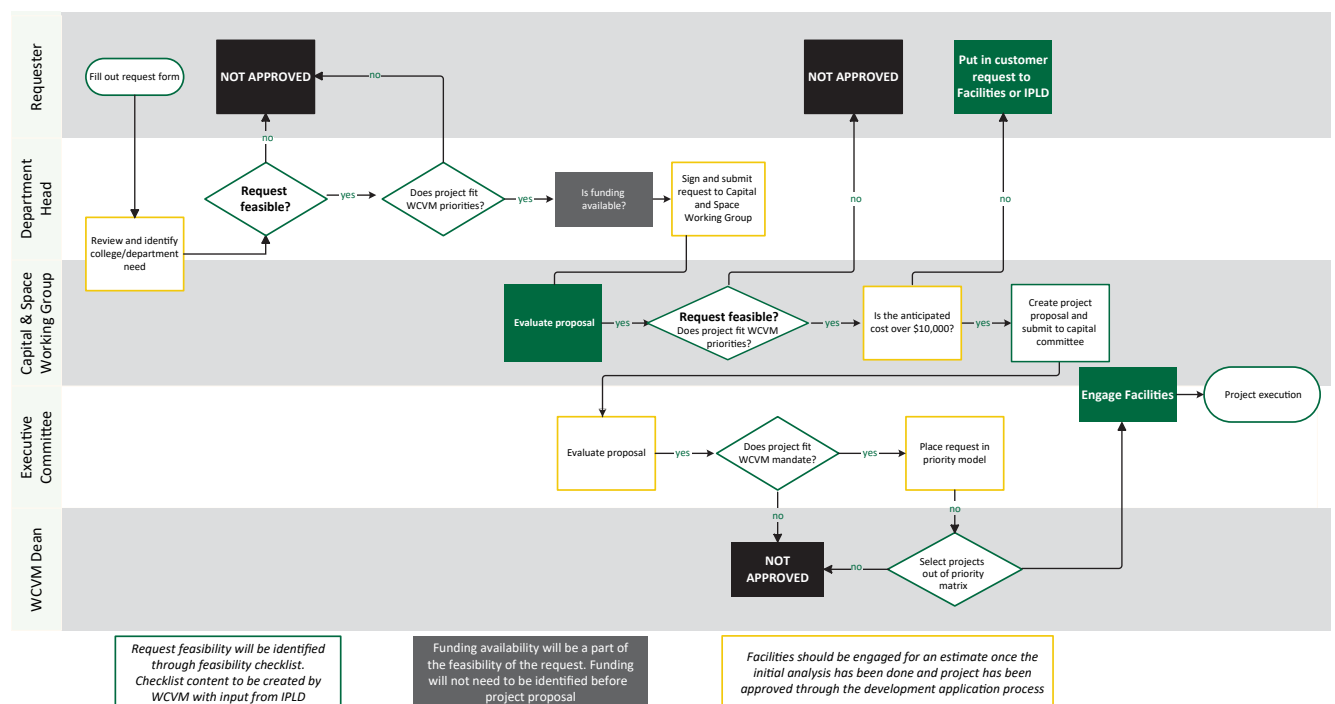 Requester
Fill out request form
NOT APPROVED
no
no
NOT APPROVED
Put in customer
request to
Facilities or IPLD
Department
Head
Review and identify
college/department
need
Request
feasible?
yes
Does project fit
WCVM priorities?
yes
Is funding
available?
Sign and submit
request to Capital
and Space
Working Group
no
no
Capital & Space
Working Group
Evaluate proposal
yes
Request feasible?
Does project fit WCVM
priorities?
yes
Is the anticipated
cost over $10,000?
yes
Create project
proposal and
submit to capital
committee
Executive
Committee
Evaluate proposal
yes
Does project fit
WCVM mandate?
yes
Place request in
priority model
Engage Facilities
Project execution
no
no
WCVM Dean
NOT
APPROVED
no
Select projects
out of priority
matrix
Request feasibility will be identified
through feasibility checklist.
Checklist content to be created by
WCVM with input from IPLD
Funding availability will be a part
of the feasibility of the request. Funding
will not need to be identified before
project proposal
Facilities should be engaged for an estimate once the
initial analysis has been done and project has been
approved through the development application process